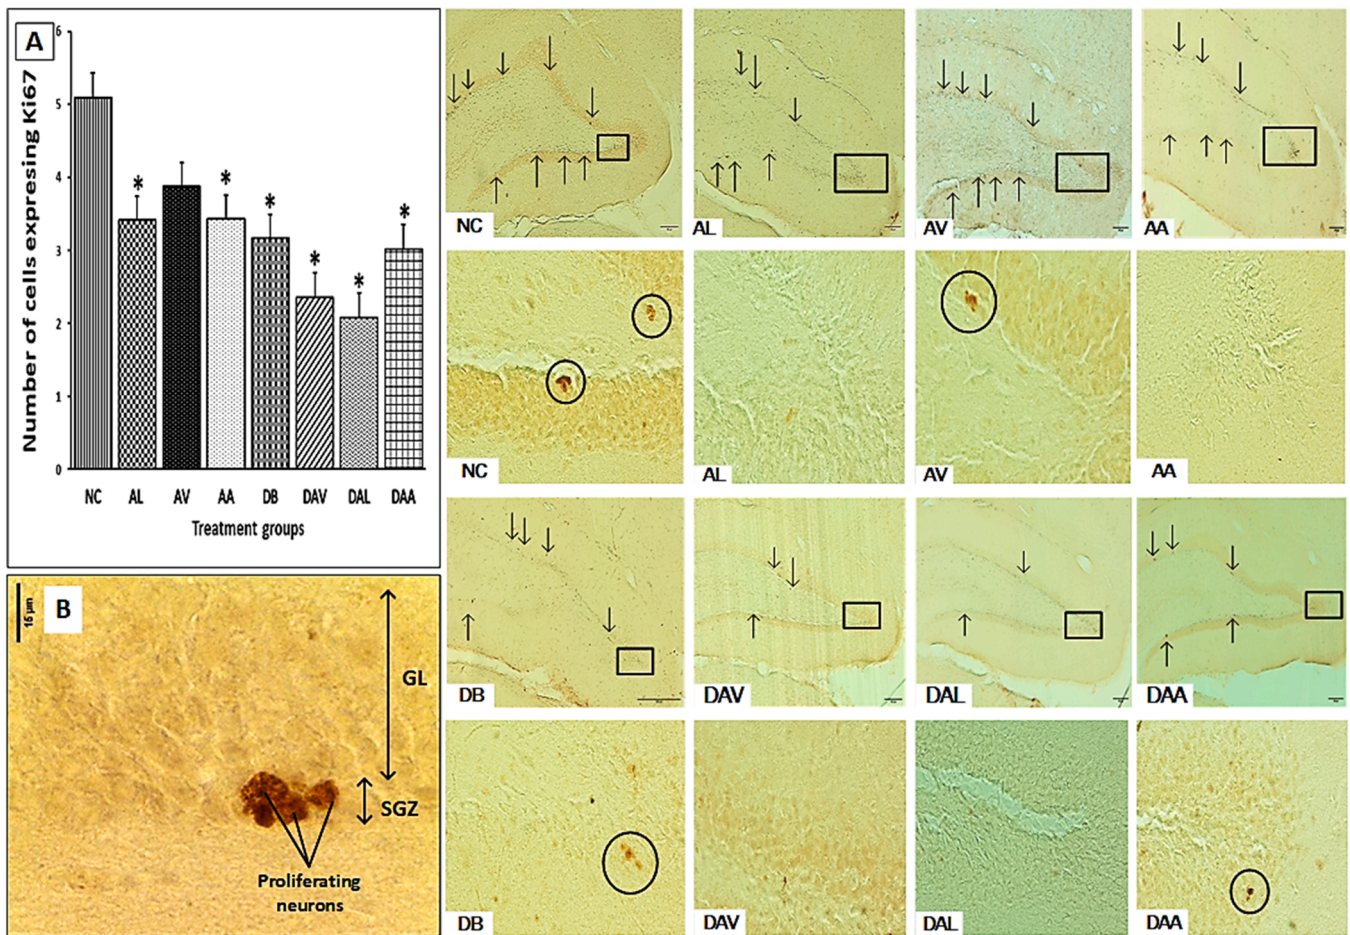 A
Number of cells expresing Ki67
6
5
4
3
2
1
0
* * * * * *
NC AL AV AA DB DAV DAL DAA
Treatment groups
B
15 µm
GL
SGZ
Proliferating
neurons
NC AL AV AA
NC AL AV AA
DB DAV DAL DAA
DB DAV DAL DAA